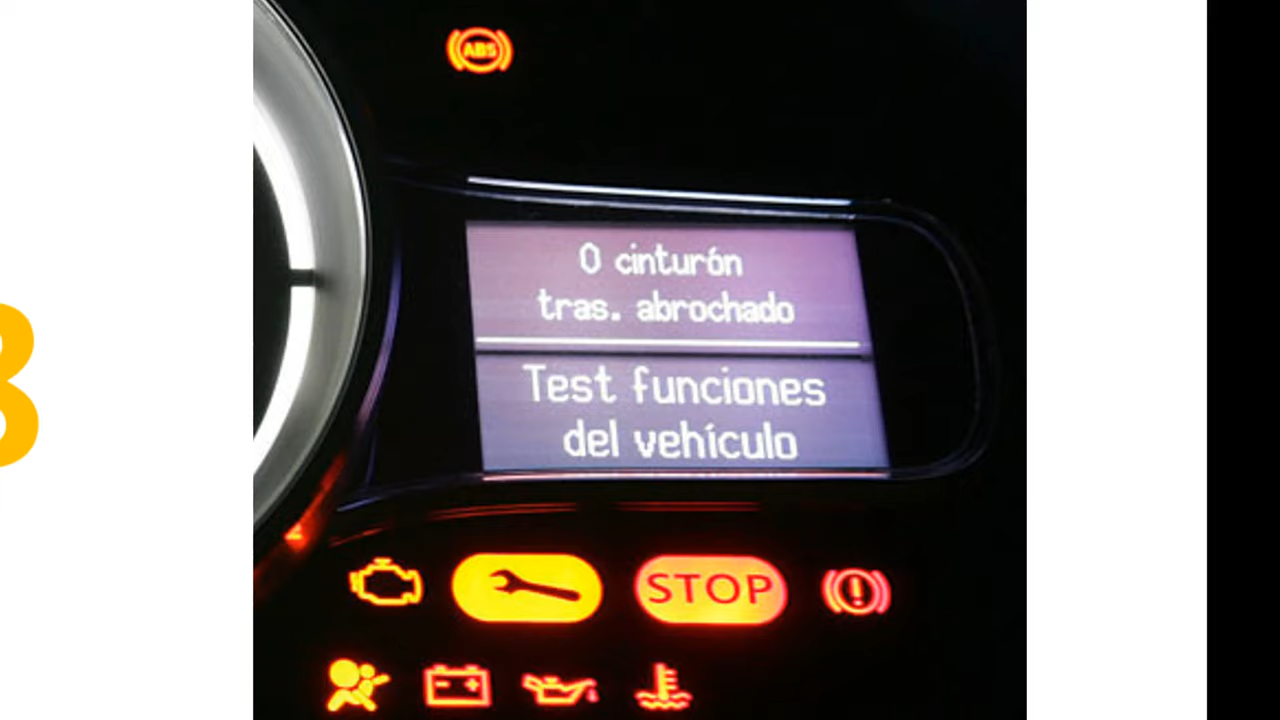 ABS
0 cinturón
tras. abrochado
Test funciones
del vehículo
STOP